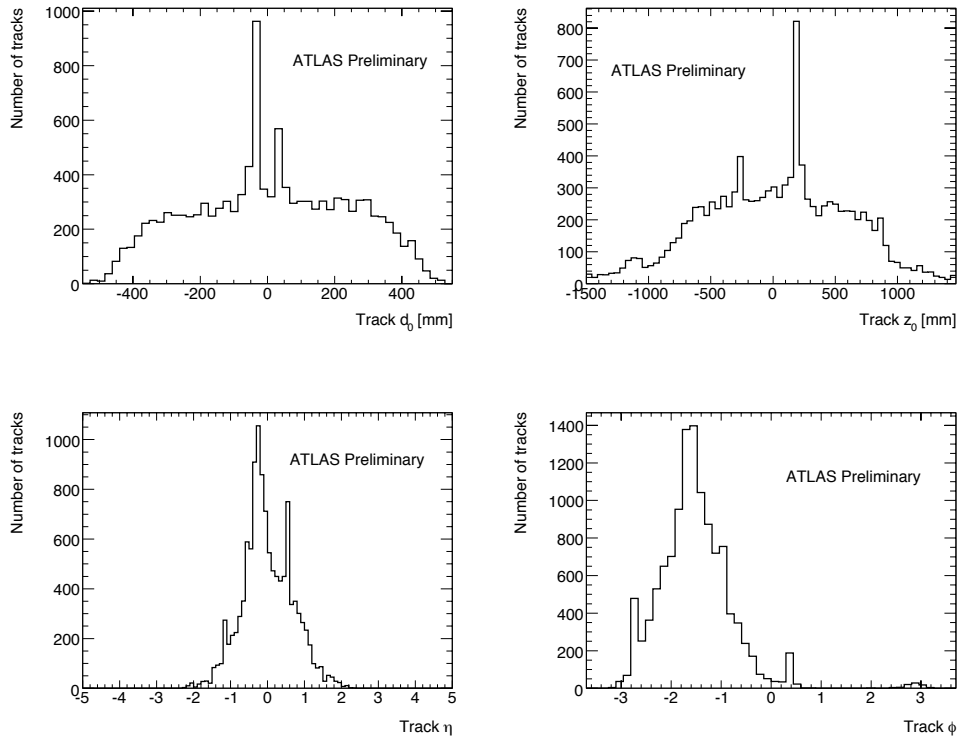 Number of tracks
1000
800
600
400
200
0
ATLAS Preliminary
-400 -200 0 200 400
Track d0 [mm]
Number of tracks
800
700
600
500
400
300
200
100
0
ATLAS Preliminary
-1500 -1000 -500 0 500 1000
Track z0 [mm]
Number of tracks
1000
800
600
400
200
0
ATLAS Preliminary
-5 -4 -3 -2 -1 0 1 2 3 4 5
Track η
Number of tracks
1400
1200
1000
800
600
400
200
0
ATLAS Preliminary
-3 -2 -1 0 1 2 3
Track ϕ